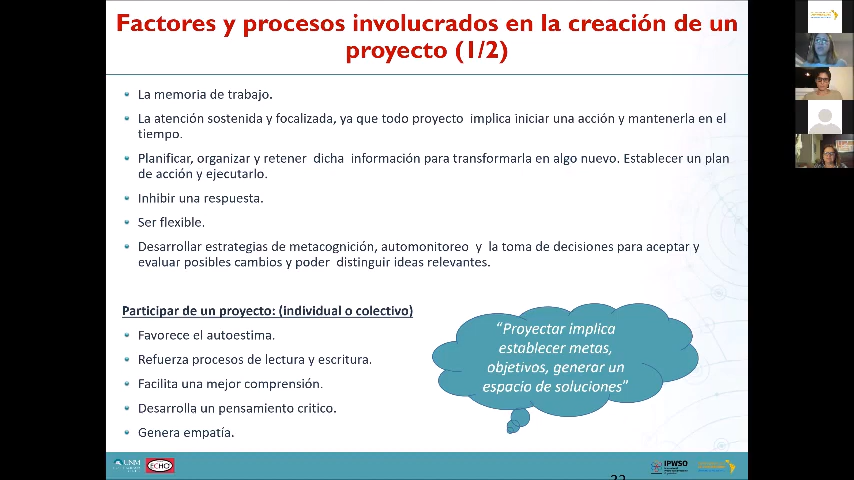 Factores y procesos involucrados en la creación de un
proyecto (1/2)
La memoria de trabajo.
La atención sostenida y focalizada, ya que todo proyecto implica iniciar una acción y mantenerla en el
tiempo.
Planificar, organizar y retener dicha información para transformarla en algo nuevo. Establecer un plan
de acción y ejecutarlo.
Inhibir una respuesta.
Ser flexible.
Desarrollar estrategias de metacognición, automonitoreo y la toma de decisiones para aceptar y
evaluar posibles cambios y poder distinguir ideas relevantes.
Participar de un proyecto: (individual o colectivo)
Favorece el autoestima.
Refuerza procesos de lectura y escritura.
Facilita una mejor comprensión.
Desarrolla un pensamiento critico.
Genera empatía.
“Proyectar implica
establecer metas,
objetivos, generar un
espacio de soluciones”
UNM
ECHO
IPWSO